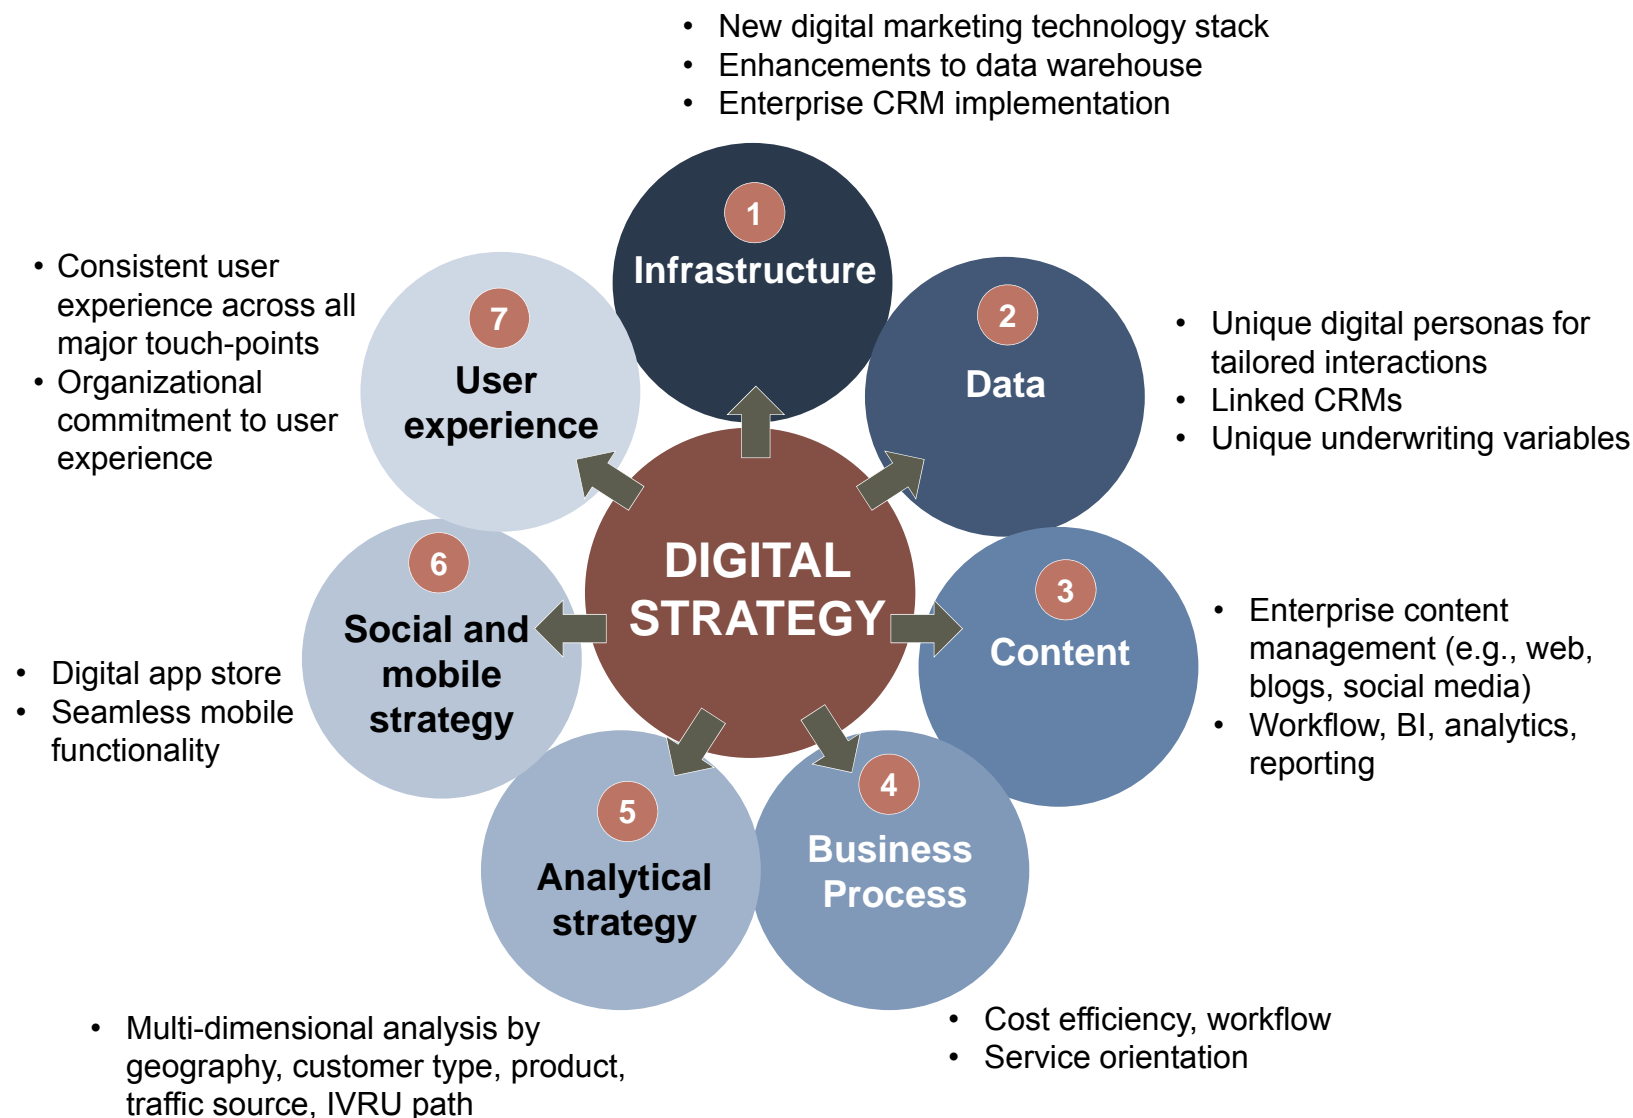 • New digital marketing technology stack
• Enhancements to data warehouse
• Enterprise CRM implementation
1
Infrastructure
2
Data
• Unique digital personas for
tailored interactions
• Linked CRMs
• Unique underwriting variables
3
Content
• Enterprise content
management (e.g., web,
blogs, social media)
• Workflow, BI, analytics,
reporting
4
Business
Process
• Cost efficiency, workflow
• Service orientation
5
Analytical
strategy
• Multi-dimensional analysis by
geography, customer type, product,
traffic source, IVRU path
6
Social and
mobile
strategy
• Digital app store
• Seamless mobile
functionality
7
User
experience
• Consistent user
experience across all
major touch-points
• Organizational
commitment to user
experience
DIGITAL
STRATEGY